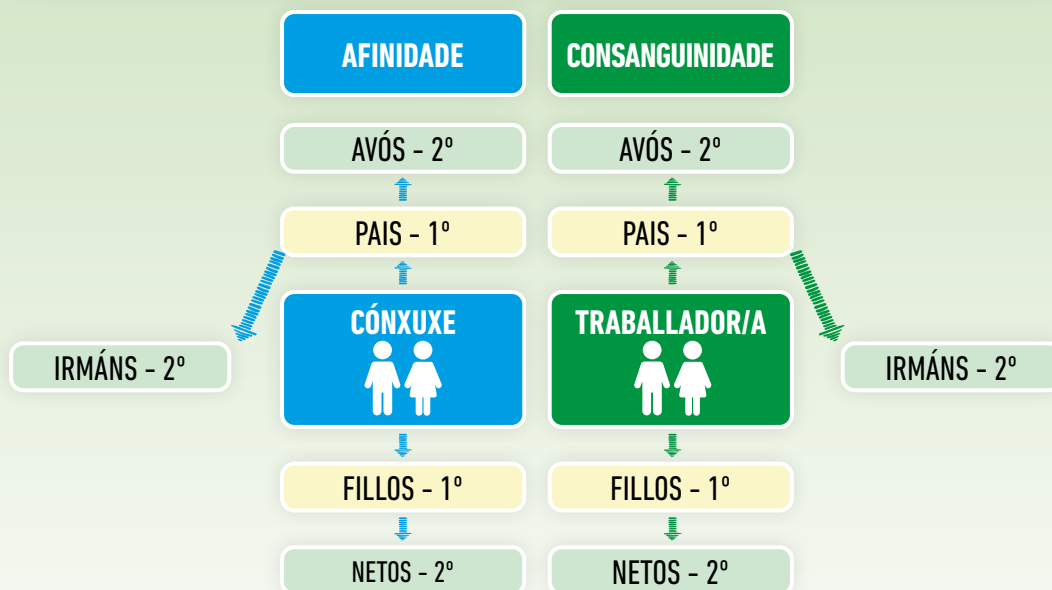 AFINIDADE
CONSANGUINIDADE
AVÓS - 2º
AVÓS - 2º
PAIS - 1º
PAIS - 1º
CÓNXUXE
TRABALLADOR/A
IRMÁNS - 2º
IRMÁNS - 2º
FILLOS - 1º
FILLOS - 1º
NETOS - 2º
NETOS - 2º